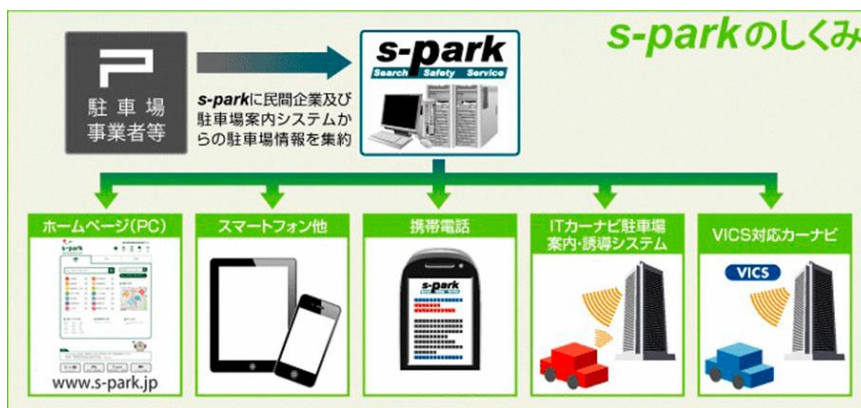 s-parkのしくみ
駐車場
事業者等
s-parkに民間企業及び
駐車場案内システムか
らの駐車場情報を集約
s-park
Search Safety Service
ホームページ(PC)
s-park
www.s-park.jp
スマートフォン他
携帯電話
s-park
ITカーナビ駐車場
案内・誘導システム
VICS対応カーナビ
VICS